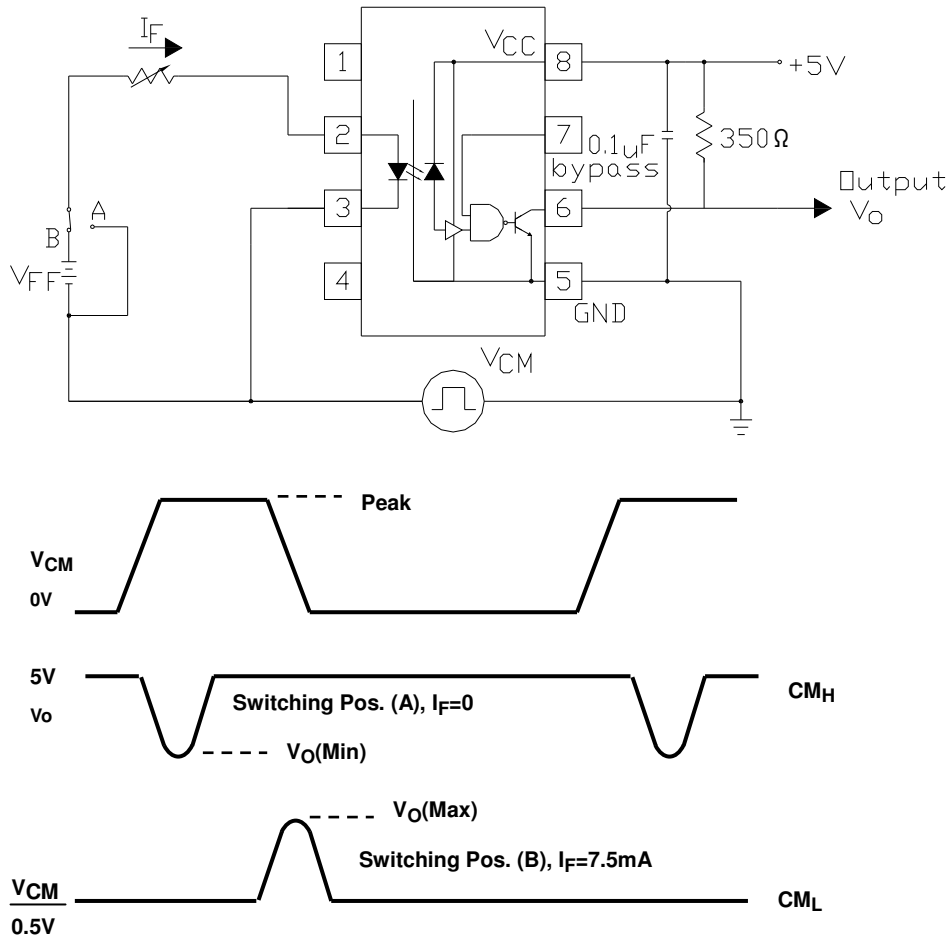 IF
1
VCC
8
+5V
2
7
0.1uF
bypass
350Ω
3
6
Output
VO
A
B
VFF
4
5
GND
VCM
Peak
VCM
0V
5V
Vo
Switching Pos. (A), IF=0
CMH
VO(Min)
VO(Max)
Switching Pos. (B), IF=7.5mA
VCM
0.5V
CML